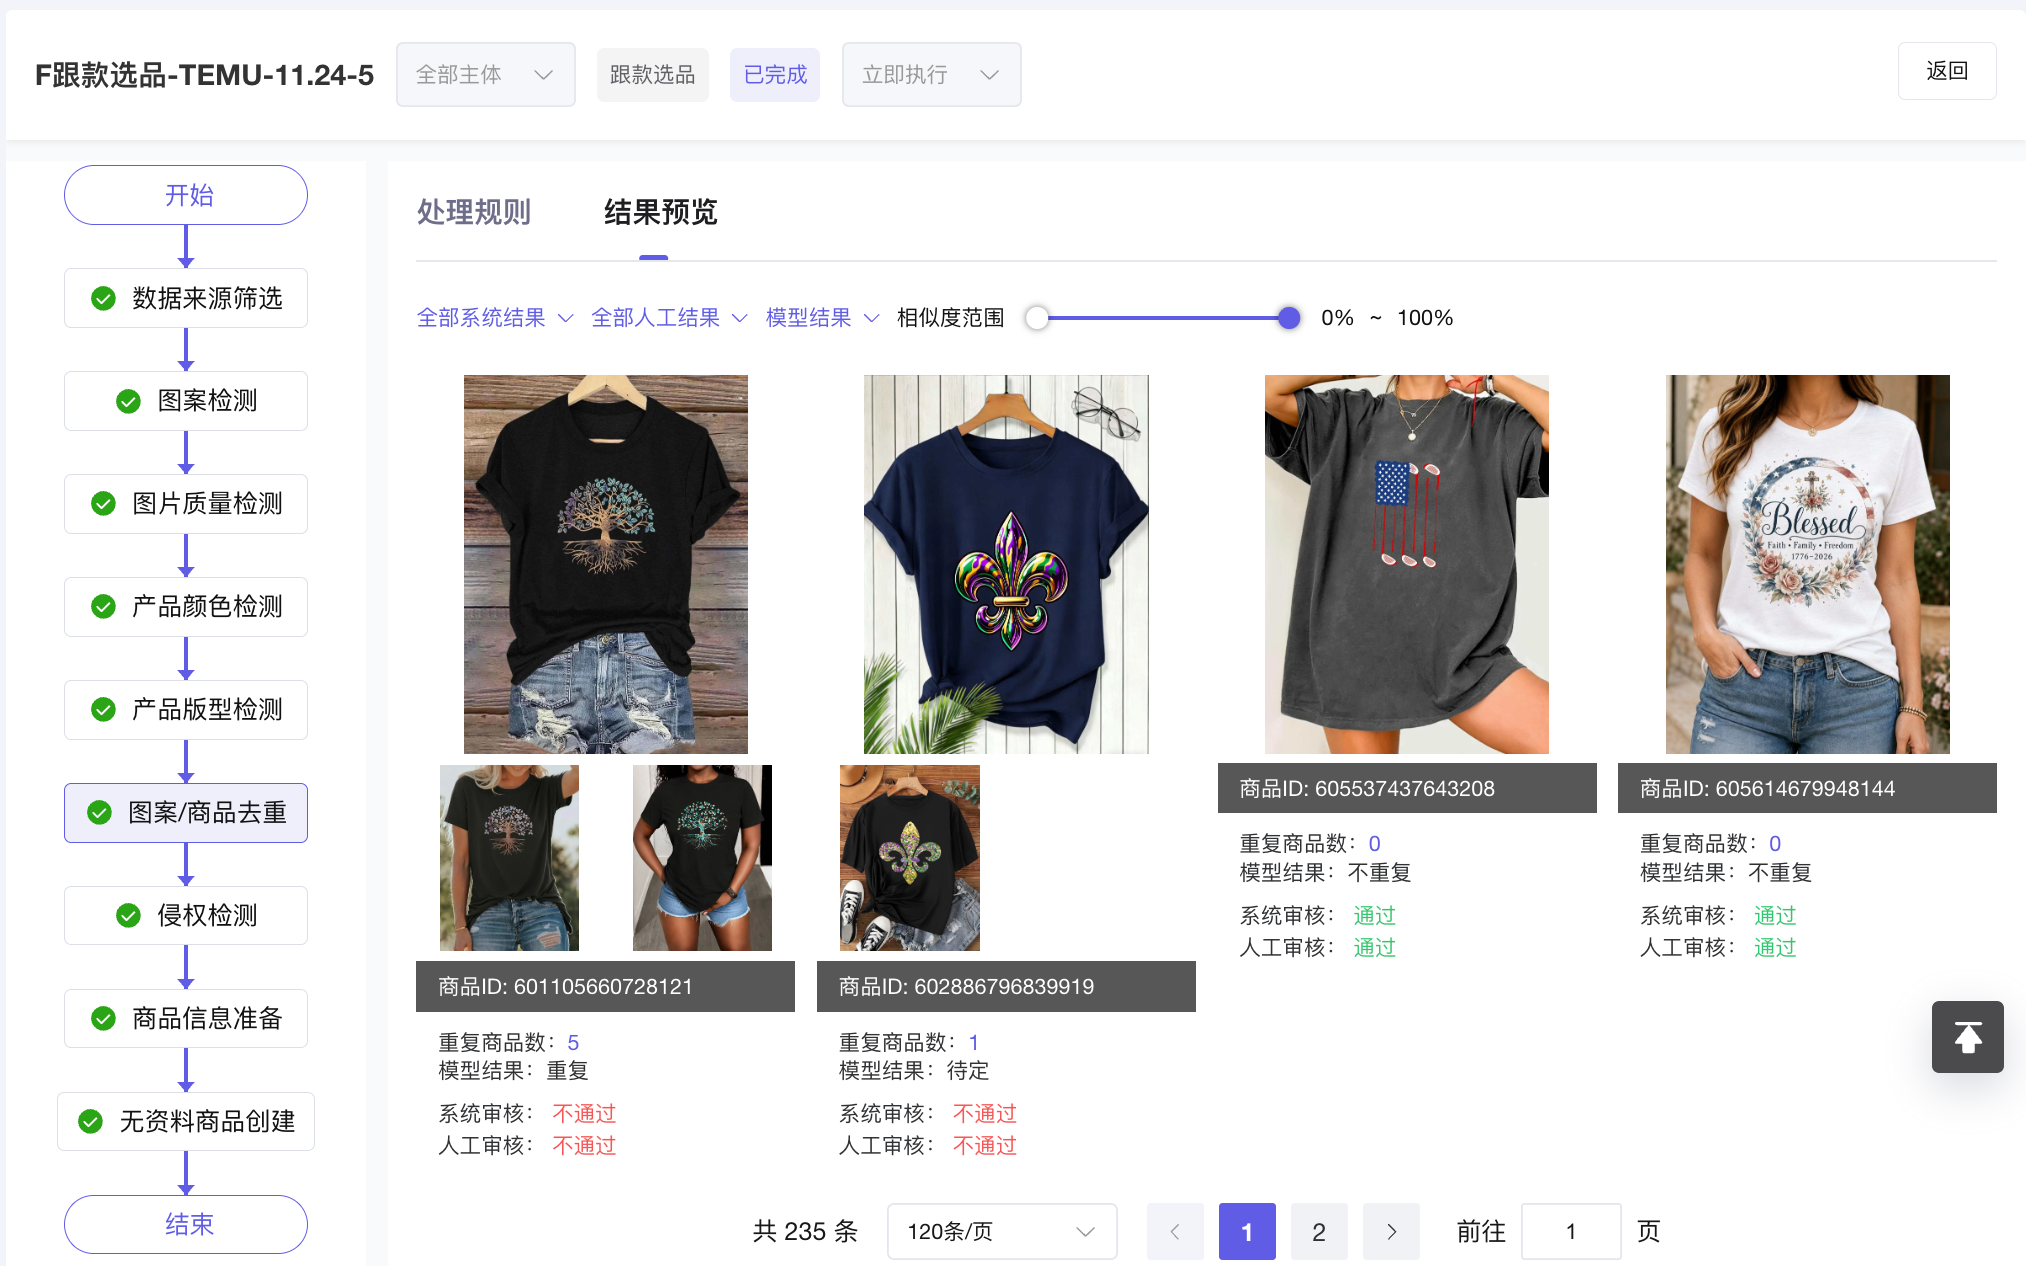 F跟款选品-TEMU-11.24-5
全部主体
跟款选品
已完成
立即执行
返回
开始
数据来源筛选
图案检测
图片质量检测
产品颜色检测
产品版型检测
图案/商品去重
侵权检测
商品信息准备
无资料商品创建
结束
处理规则
结果预览
全部系统结果
全部人工结果
模型结果
相似度范围
0% ~ 100%
Blessed
Faith • Family • Freedom
1776-2026
商品ID: 601105660728121
重复商品数: 5
模型结果: 重复
系统审核: 不通过
人工审核: 不通过
商品ID: 602886796839919
重复商品数: 1
模型结果: 待定
系统审核: 不通过
人工审核: 不通过
商品ID: 605537437643208
重复商品数: 0
模型结果: 不重复
系统审核: 通过
人工审核: 通过
商品ID: 605614679948144
重复商品数: 0
模型结果: 不重复
系统审核: 通过
人工审核: 通过
共 235 条
120条/页
1
2
前往
1
页